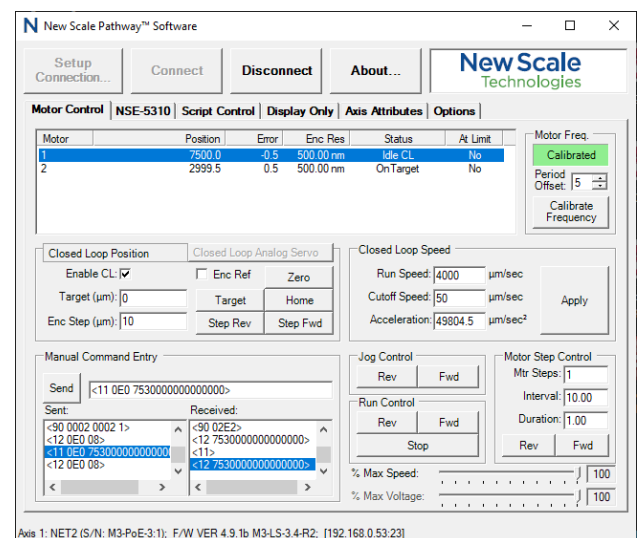 New Scale Pathway™ Software
Setup Connection...
Connect
Disconnect
About...
New Scale Technologies
Motor Control NSE-5310 Script Control Display Only Axis Attributes Options
Motor Position Error Enc Res Status At Limit
1 7500.0 -0.5 500.00 nm Idle CL No
2 2999.5 0.5 500.00 nm On Target No
Motor Freq.
Calibrated
Period Offset: 5
Calibrate Frequency
Closed Loop Position Closed Loop Analog Servo
Enable CL: Enc Ref Zero
Target (µm): 0 Target Home
Enc Step (µm): 10 Step Rev Step Fwd
Closed Loop Speed
Run Speed: 4000 µm/sec
Cutoff Speed: 50 µm/sec
Acceleration: 49804.5 µm/sec²
Apply
Manual Command Entry
Send <11 0E0 7530000000000000>
Sent:
<90 0002 0002 1>
<12 0E0 08>
<11 0E0 7530000000000000
<12 0E0 08>
Received:
<90 02E2>
<12 7530000000000000>
<11>
<12 7530000000000000>
Jog Control
Rev Fwd
Run Control
Rev Fwd
Stop
Motor Step Control
Mtr Steps: 1
Interval: 10.00
Duration: 1.00
Rev Fwd
% Max Speed: 100
% Max Voltage: 100
Axis 1: NET2 (S/N: M3-PoE-3:1); F/W VER 4.9.1b M3-LS-3.4-R2; [192.168.0.53:23]